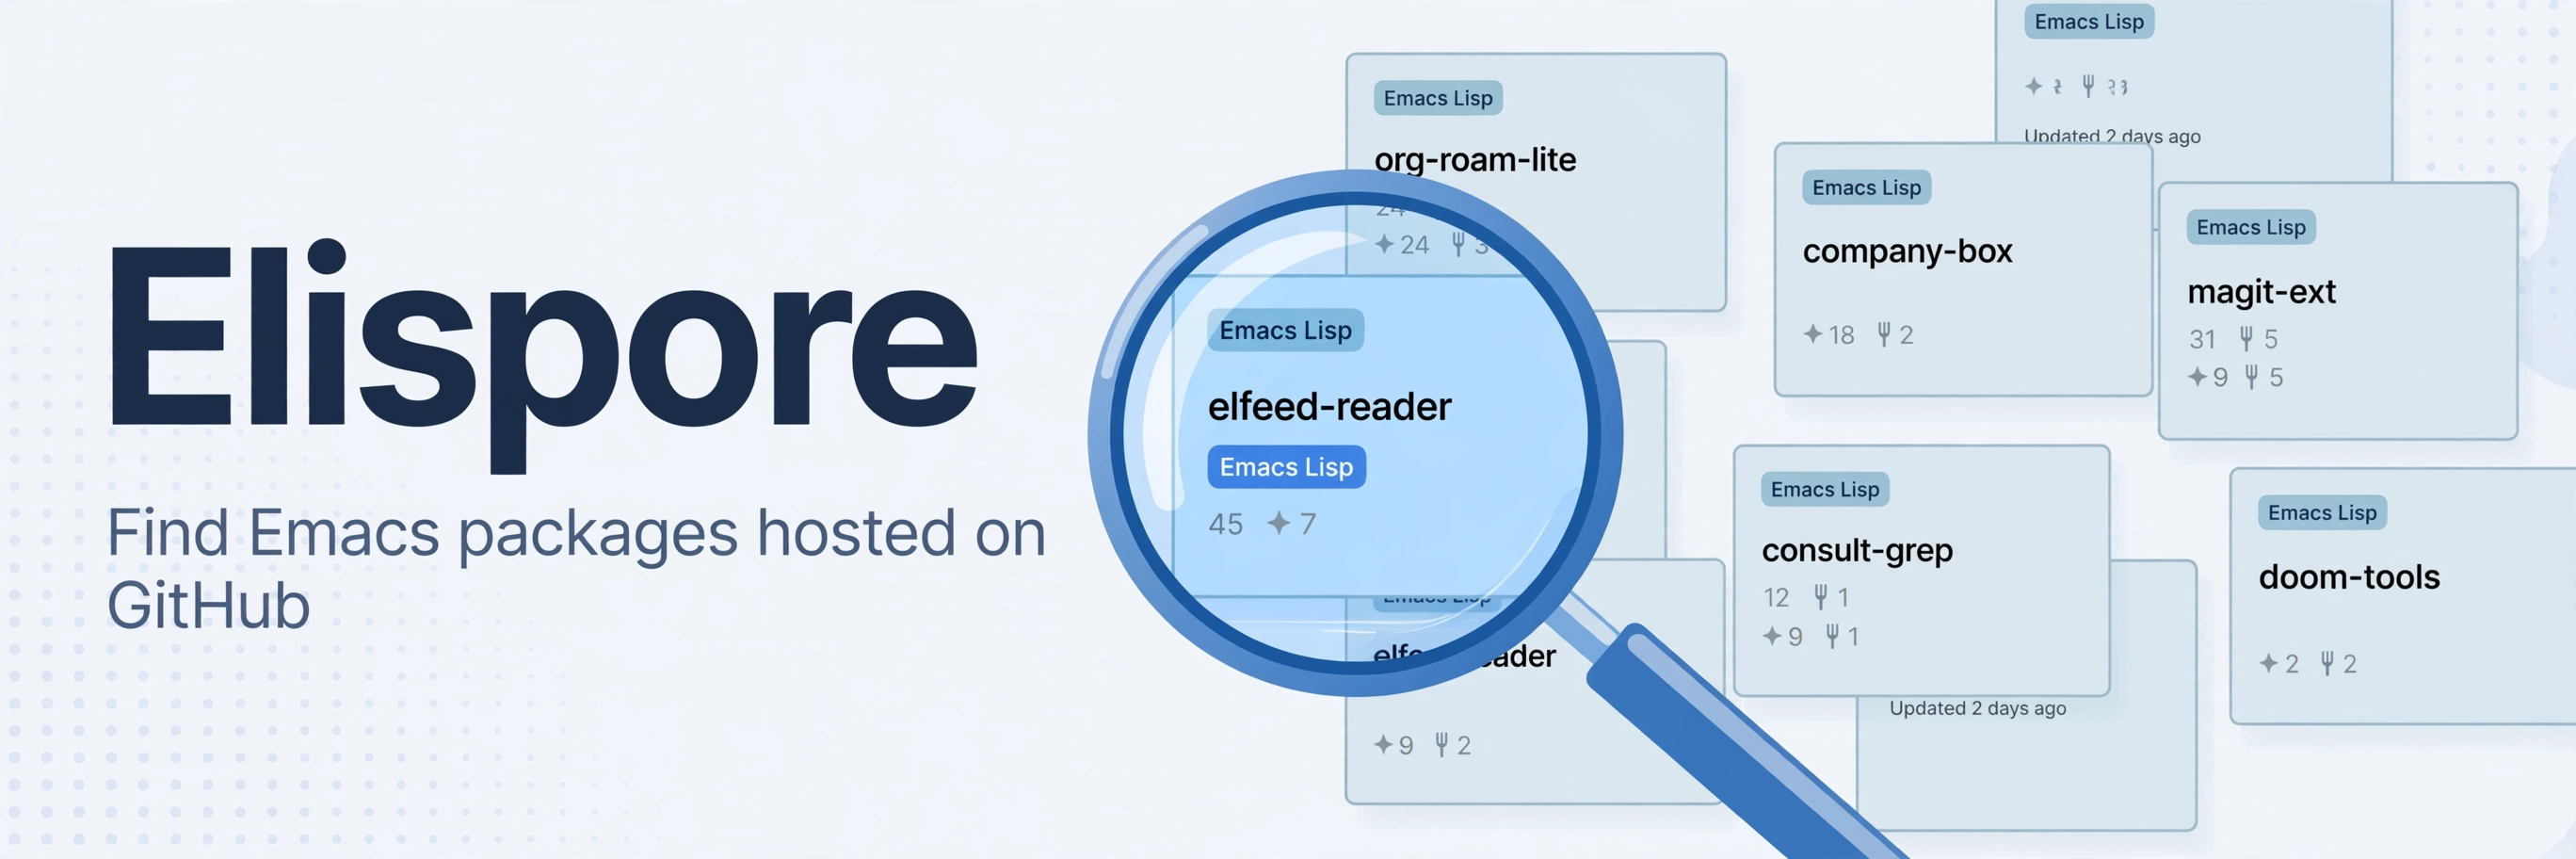 Elispore
Find Emacs packages hosted on
GitHub
Emacs Lisp
org-roam-lite
24
24 3
Emacs Lisp
elfeed-reader
Emacs Lisp
45 7
Emacs Lisp
9 2
Emacs Lisp
Updated 2 days ago
Emacs Lisp
company-box
18 2
Emacs Lisp
magit-ext
31 5
9 5
Emacs Lisp
consult-grep
12 1
9 1
Updated 2 days ago
Emacs Lisp
doom-tools
2 2